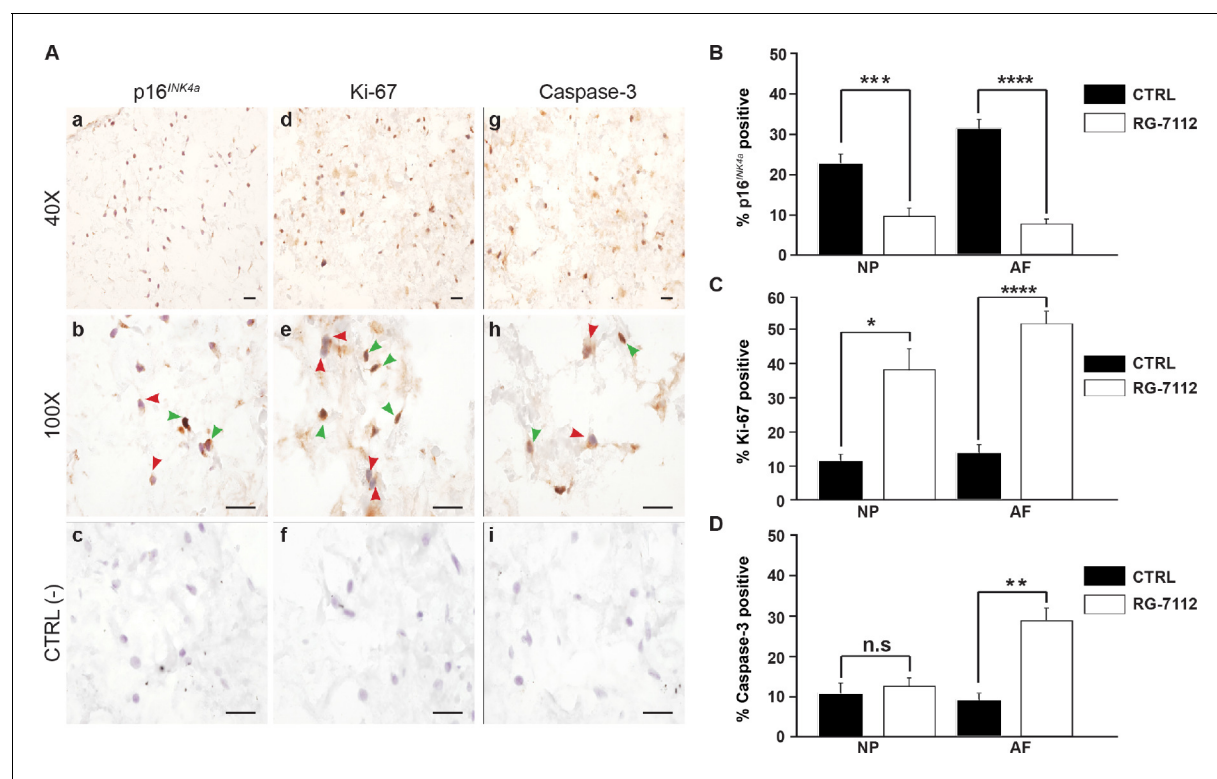 A
p16INK4a
Ki-67
Caspase-3
a
d
g
40X
b
e
h
100X
c
f
i
CTRL (-)
B
50
40
30
20
10
0
% p16INK4a positive
***
****
CTRL
RG-7112
NP
AF
C
60
50
40
30
20
10
0
% Ki-67 positive
*
****
CTRL
RG-7112
NP
AF
D
50
40
30
20
10
0
% Caspase-3 positive
n.s
**
CTRL
RG-7112
NP
AF